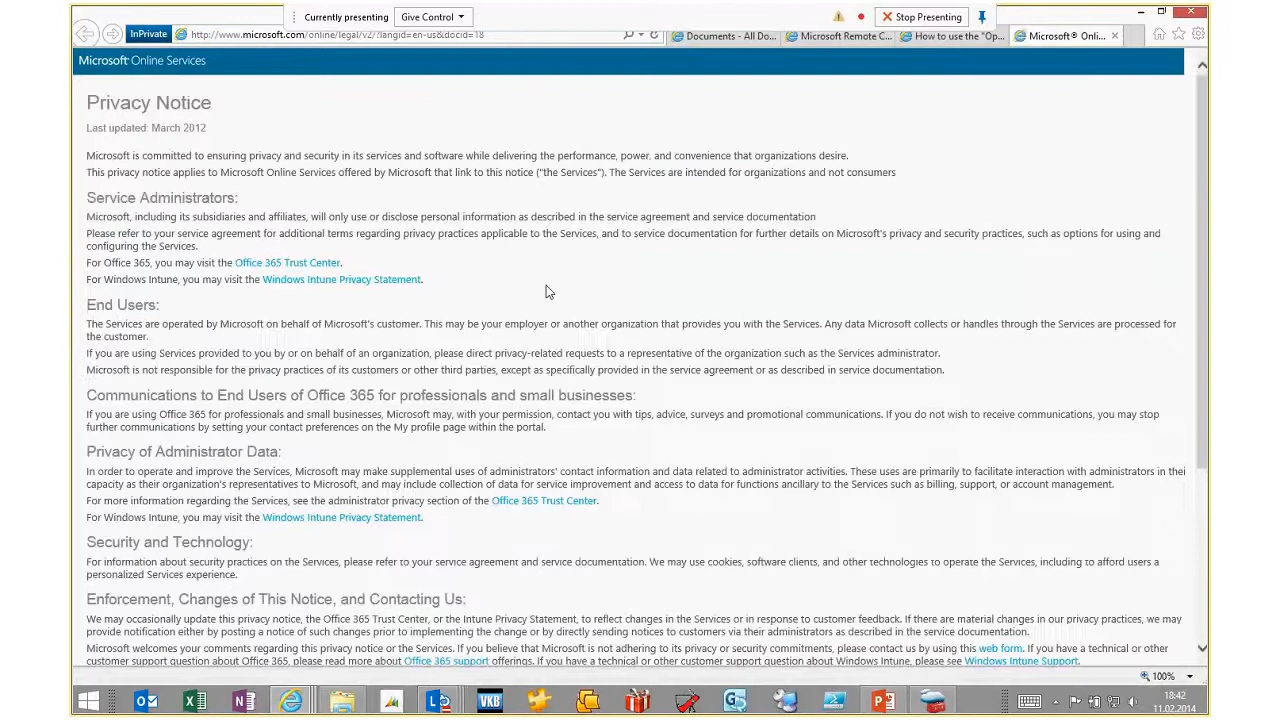 Currently presenting Give Control Stop Presenting
InPrivate http://www.microsoft.com/online/legal/v2/?langid=en-us&docid=18 Documents - All Do... Microsoft Remote C... How to use the "Op... Microsoft® Onli...
Microsoft Online Services
Privacy Notice
Last updated: March 2012
Microsoft is committed to ensuring privacy and security in its services and software while delivering the performance, power. and convenience that organizations desire.
This privacy notice applies to Microsoft Online Services offered by Microsoft that link to this notice ("the Services"). The Services are intended for organizations and not consumers
Service Administrators:
Microsoft, including its subsidiaries and affiliates, will only use or disclose personal information as described in the service agreement and service documentation
Please refer to your service agreement for additional terms regarding privacy practices applicable to the Services, and to service documentation for further details on Microsoft's privacy and security practices, such as options for using and
configuring the Services.
For Office 365, you may visit the Office 365 Trust Center.
For Windows Intune, you may visit the Windows Intune Privacy Statement.
End Users:
The Services are operated by Microsoft on behalf of Microsoft's customer. This may be your employer or another organization that provides you with the Services. Any data Microsoft collects or handles through the Services are processed for
the customer.
If you are using Services provided to you by or on behalf of an organization, please direct privacy-related requests to a representative of the organization such as the Services administrator.
Microsoft is not responsible for the privacy practices of its customers or other third parties, except as specifically provided in the service agreement or as described in service documentation.
Communications to End Users of Office 365 for professionals and small businesses:
If you are using Office 365 for professionals and small businesses, Microsoft may, with your permission, contact you with tips, advice, surveys and promotional communications. If you do not wish to receive communications, you may stop
further communications by setting your contact preferences on the My profile page within the portal.
Privacy of Administrator Data:
In order to operate and improve the Services, Microsoft may make supplemental uses of administrators' contact information and data related to administrator activities. These uses are primarily to facilitate interaction with administrators in thei
capacity as their organization's representatives to Microsoft, and may include collection of data for service improvement and access to data for functions ancillary to the Services such as billing, support, or account management.
For more information regarding the Services, see the administrator privacy section of the Office 365 Trust Center.
For Windows Intune, you may visit the Windows Intune Privacy Statement.
Security and Technology:
For information about security practices on the Services, please refer to your service agreement and service documentation. We may use cookies, software clients, and other technologies to operate the Services, including to afford users a
personalized Services experience.
Enforcement, Changes of This Notice, and Contacting Us:
We may occasionally update this privacy notice, the Office 365 Trust Center, or the Intune Privacy Statement, to reflect changes in the Services or in response to customer feedback. If there are material changes in our privacy practices, we may
provide notification either by posting a notice of such changes prior to implementing the change or by directly sending notices to customers via their administrators as described in the service documentation.
Microsoft welcomes your comments regarding this privacy notice or the Services. If you believe that Microsoft is not adhering to its privacy or security commitments, please contact us by using this web form. If you have a technical or other
customer support question about Office 365, please read more about Office 365 support offerings. If you have a technical or other customer support question about Windows Intune, please see Windows Intune Support.
100%
VKB
18:42
11.02.2014